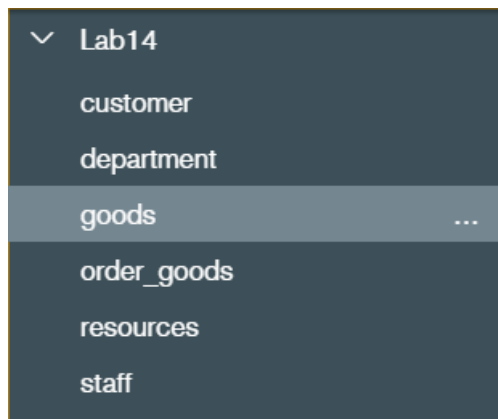 Lab14
customer
department
goods ...
order_goods
resources
staff